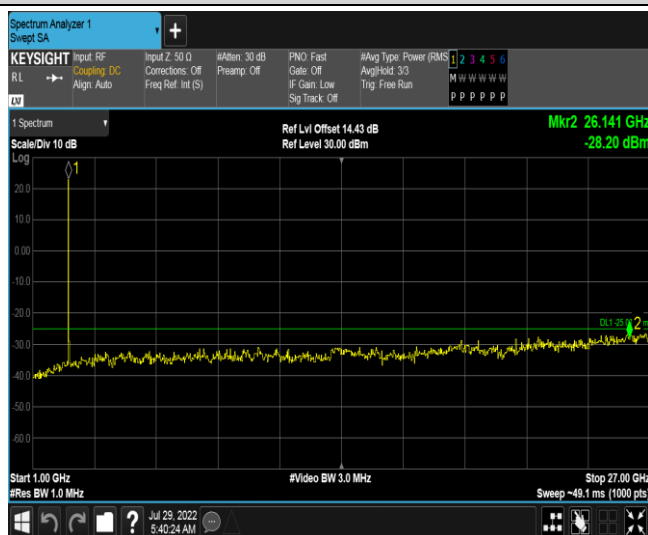 Spectrum Analyzer 1
Swept SA
+
KEYSIGHT
RL
LXI
Input: RF
Coupling: DC
Align: Auto
Input Z: 50 Ω
Corrections: Off
Freq Ref: Int (S)
#Atten: 30 dB
Preamp: Off
PNO: Fast
Gate: Off
IF Gain: Low
Sig Track: Off
#Avg Type: Power (RMS
Avg|Hold: 3/3
Trig: Free Run
1 2 3 4 5 6
M W W W W W
P P P P P P
1 Spectrum
Scale/Div 10 dB
Log
Ref Lvl Offset 14.43 dB
Ref Level 30.00 dBm
Mkr2 26.141 GHz
-28.20 dBm
1
20.0
10.0
0.00
-10.0
-20.0
DL1 -25.00
2
-30.0
-40.0
-50.0
-60.0
Start 1.00 GHz
#Res BW 1.0 MHz
#Video BW 3.0 MHz
Stop 27.00 GHz
Sweep ~49.1 ms (1000 pts)
?
Jul 29, 2022
5:40:24 AM